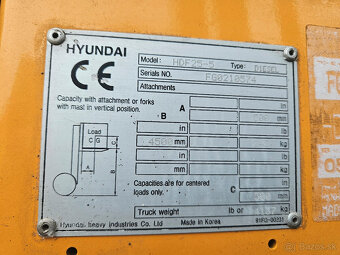 HYUNDAI
CE
Model : HDF25-5 Type : DIESEL
Serials NO. FG0210574
Attachments
Capacity with attachment or forks
with mast in vertical position.
A in
B mm
in lb
4500 mm kg
in lb
mm kg
Load
C G
A
B
C
Capacities are for centered
loads only.
C in
mm
Truck weight lb or kg
Hyundai heavy industries Co. Ltd Made in Korea